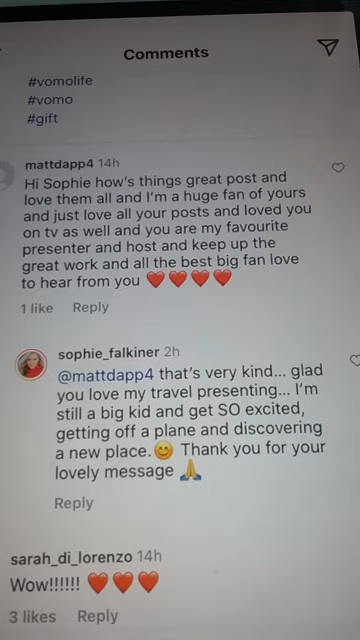 Comments
#vomolife
#vomo
#gift
mattdapp4 14h
Hi Sophie how's things great post and
love them all and I'm a huge fan of yours
and just love all your posts and loved you
on tv as well and you are my favourite
presenter and host and keep up the
great work and all the best big fan love
to hear from you ❤️❤️❤️❤️
1 like Reply
sophie_falkiner 2h
@mattdapp4 that's very kind... glad
you love my travel presenting... I'm
still a big kid and get SO excited,
getting off a plane and discovering
a new place.😊 Thank you for your
lovely message 🙏
Reply
sarah_di_lorenzo 14h
Wow!!!!!! ❤️❤️❤️
3 likes Reply